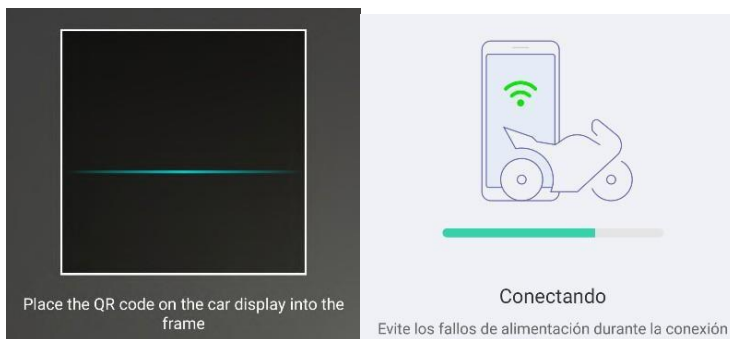 Place the QR code on the car display into the
frame
Conectando
Evite los fallos de alimentación durante la conexión